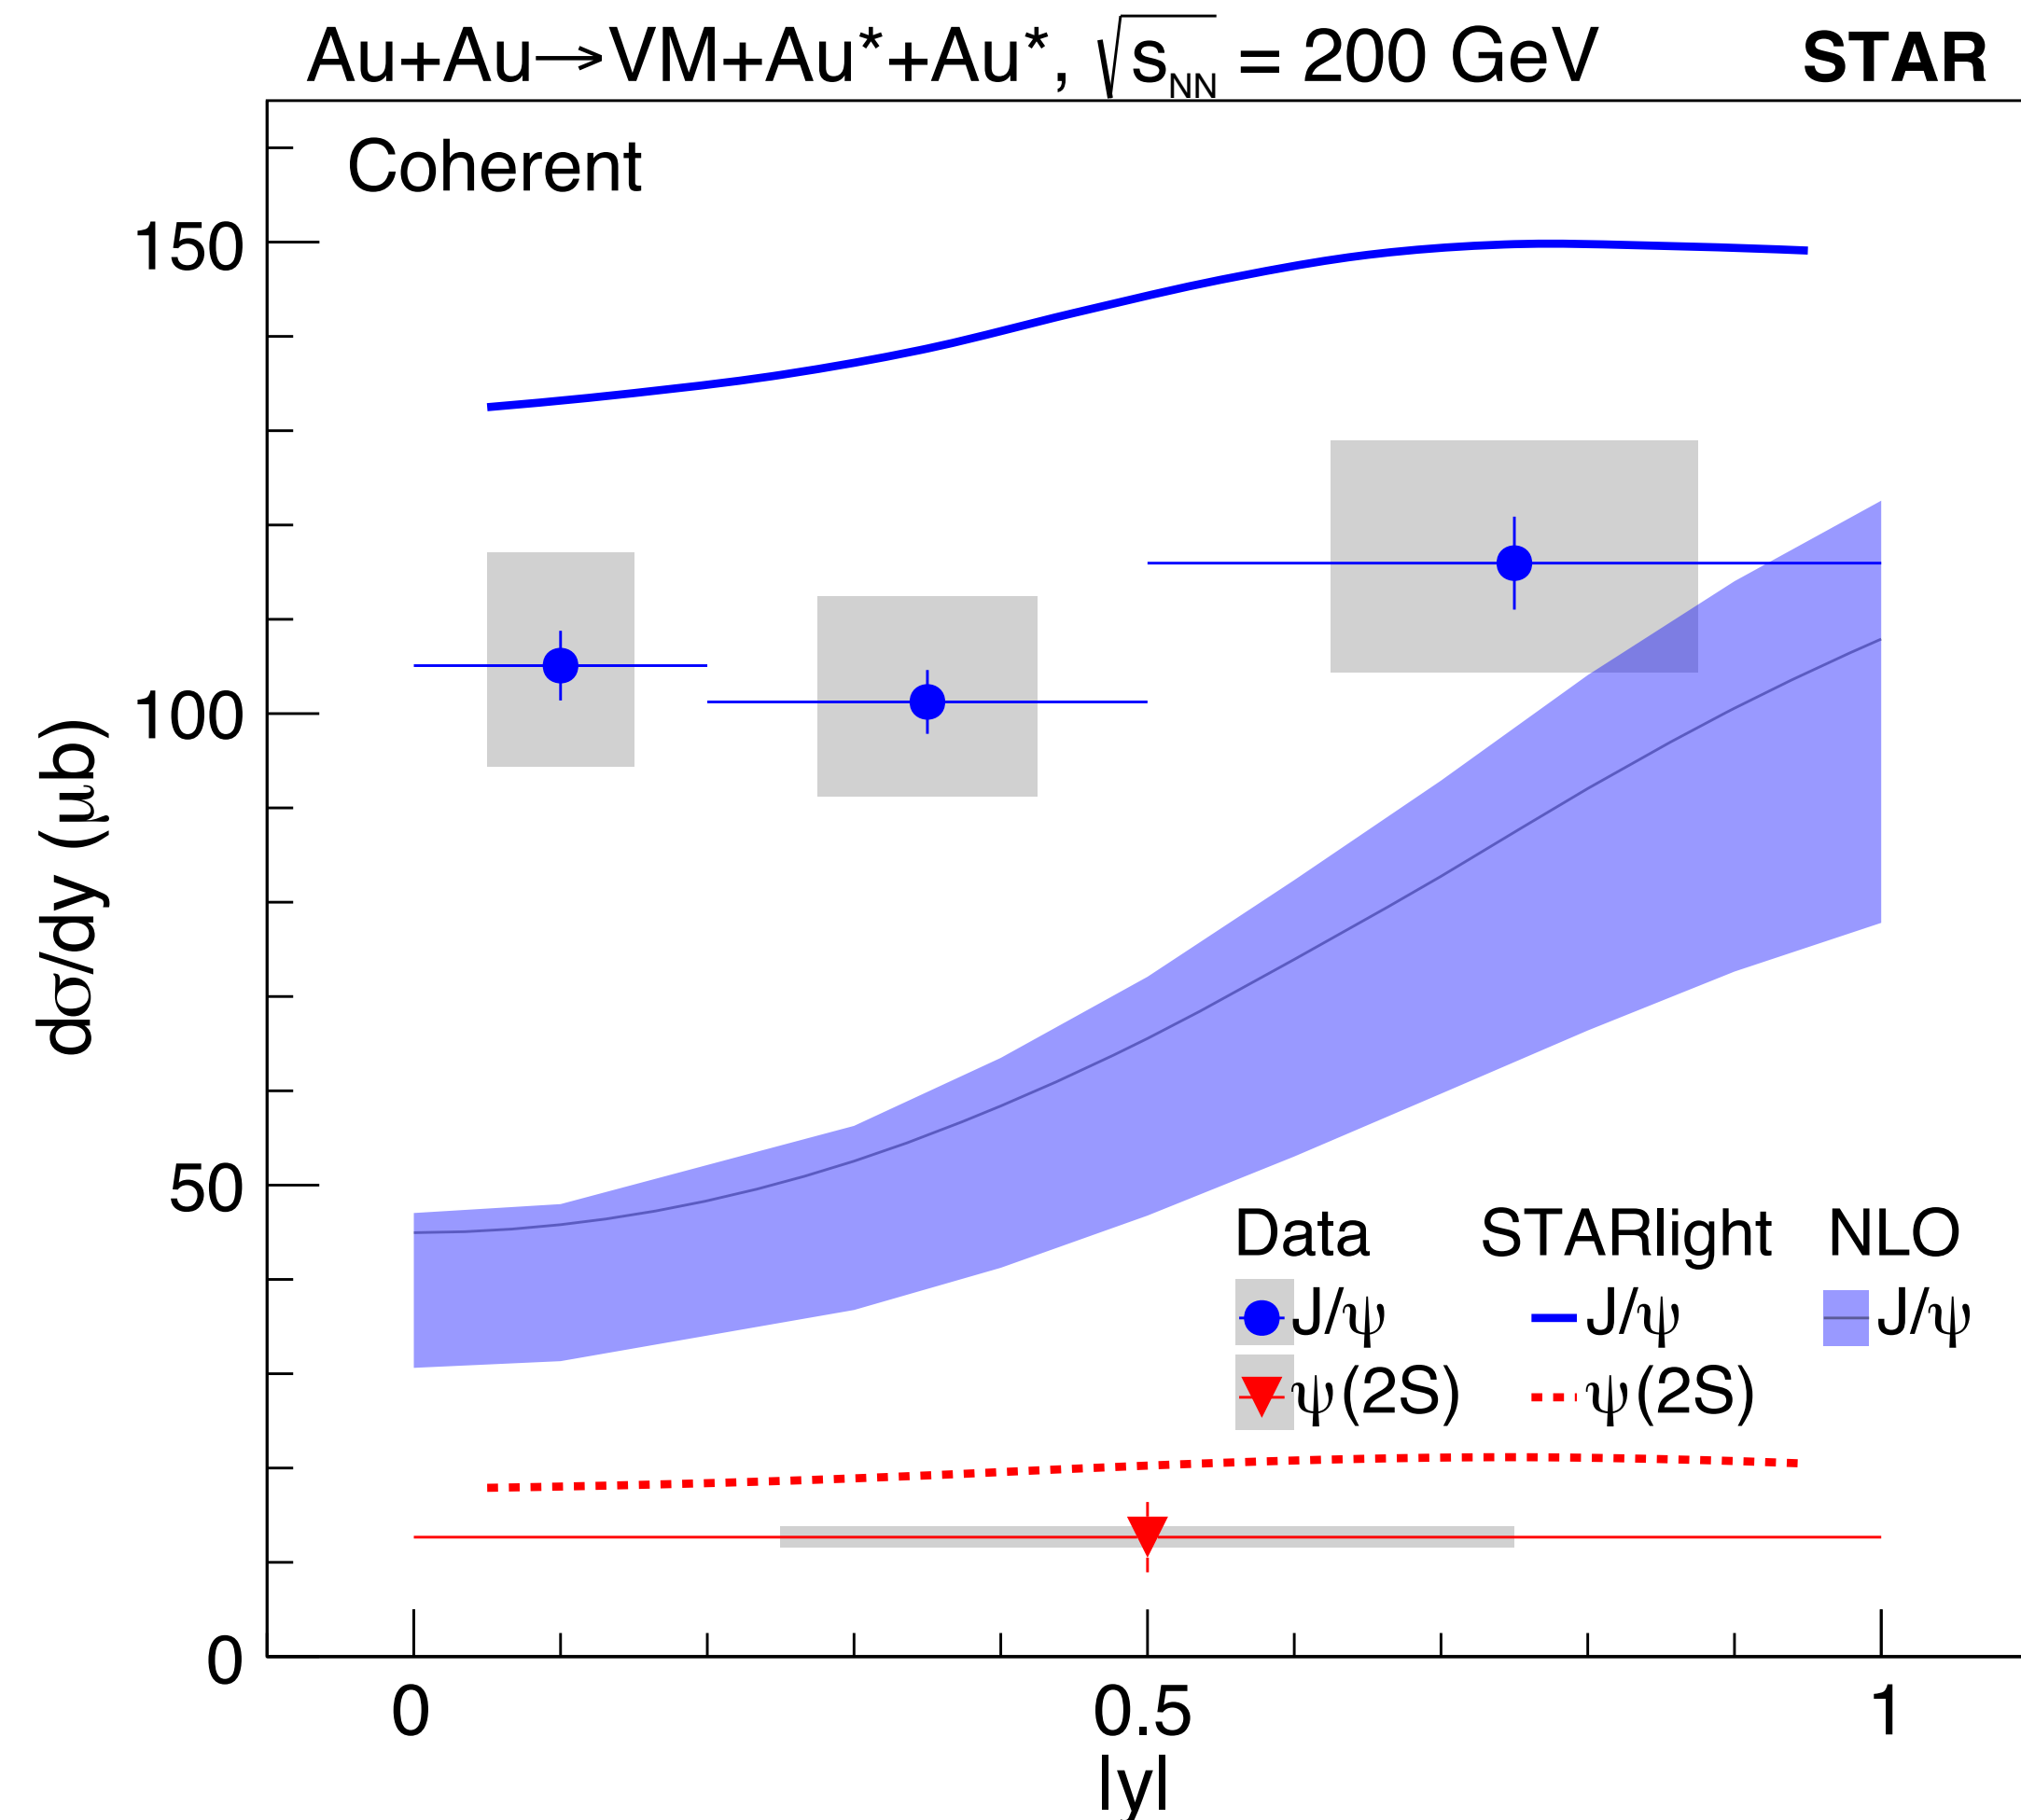 Au+Au→VM+Au*+Au*, √sNN = 200 GeV STAR
Coherent
150
100
50
0
dσ/dy (μb)
Data STARlight NLO
J/ψ J/ψ J/ψ
ψ(2S) ψ(2S)
0 0.5 1
|y|